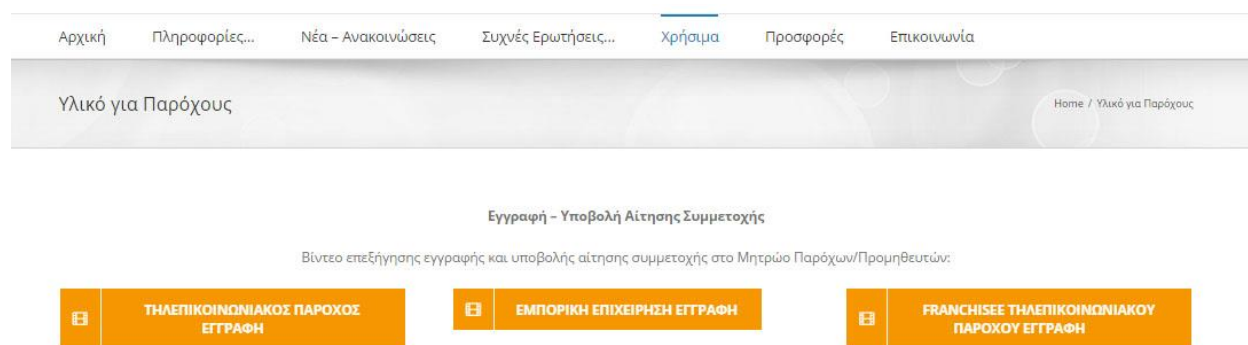 Αρχική Πληροφορίες... Νέα – Ανακοινώσεις Συχνές Ερωτήσεις... Χρήσιμα Προσφορές Επικοινωνία
Υλικό για Παρόχους
Home / Υλικό για Παρόχους
Εγγραφή – Υποβολή Αίτησης Συμμετοχής
Βίντεο επεξήγησης εγγραφής και υποβολής αίτησης συμμετοχής στο Μητρώο Παρόχων/Προμηθευτών:
ΤΗΛΕΠΙΚΟΙΝΩΝΙΑΚΟΣ ΠΑΡΟΧΟΣ
ΕΓΓΡΑΦΗ
ΕΜΠΟΡΙΚΗ ΕΠΙΧΕΙΡΗΣΗ ΕΓΓΡΑΦΗ
FRANCHISEE ΤΗΛΕΠΙΚΟΙΝΩΝΙΑΚΟΥ
ΠΑΡΟΧΟΥ ΕΓΓΡΑΦΗ